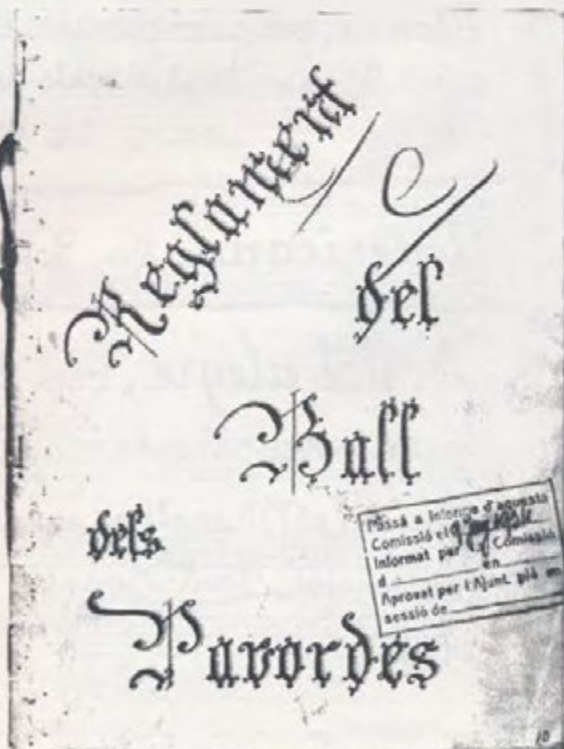 Reglament
del
Ball
dels
Pavordes
Passà a informe d'aquesta
Comissió el
Informat per Comissió
d en
Aprovat per l'Ajunt. plé en
sessió de
10